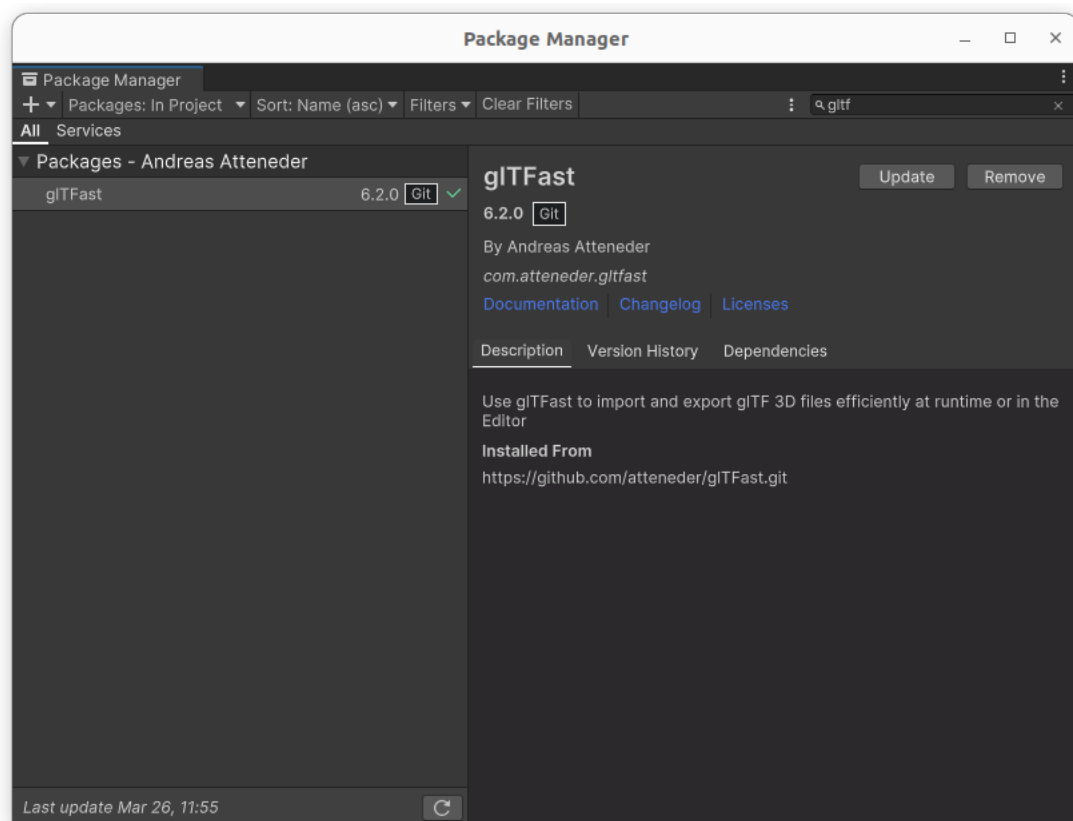 Package Manager
Package Manager
Packages: In Project Sort: Name (asc) Filters Clear Filters gltf
All Services
Packages - Andreas Atteneder
glTFast 6.2.0 Git
glTFast
Update Remove
6.2.0 Git
By Andreas Atteneder
com.atteneder.gltfast
Documentation Changelog Licenses
Description Version History Dependencies
Use glTFast to import and export glTF 3D files efficiently at runtime or in the
Editor
Installed From
https://github.com/atteneder/glTFast.git
Last update Mar 26, 11:55